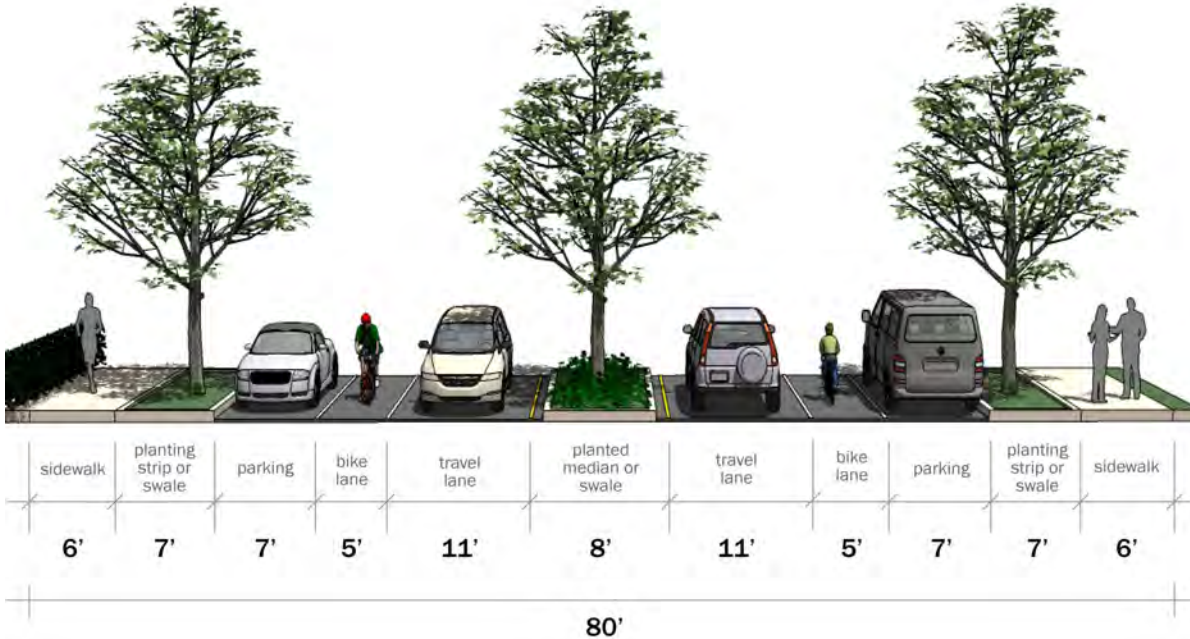 sidewalk
planting
strip or
swale
parking
bike
lane
travel
lane
planted
median or
swale
travel
lane
bike
lane
parking
planting
strip or
swale
sidewalk
6’ 7’ 7’ 5’ 11’ 8’ 11’ 5’ 7’ 7’ 6’
80’